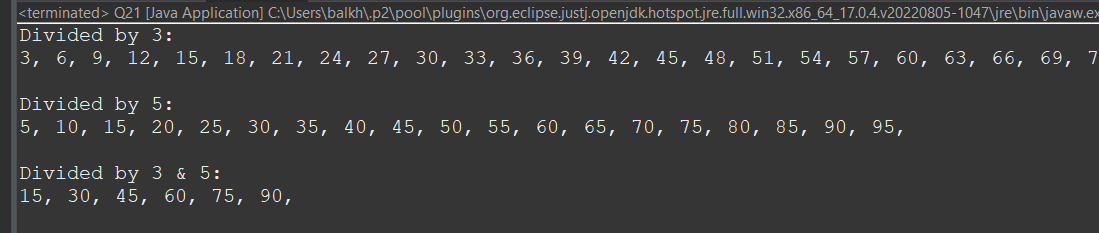 <terminated> Q21 [Java Application] C:\Users\balkh\.p2\pool\plugins\org.eclipse.justj.openjdk.hotspot.jre.full.win32.x86_64_17.0.4.v20220805-1047\jre\bin\javaw.ex
Divided by 3:
3, 6, 9, 12, 15, 18, 21, 24, 27, 30, 33, 36, 39, 42, 45, 48, 51, 54, 57, 60, 63, 66, 69, 7
Divided by 5:
5, 10, 15, 20, 25, 30, 35, 40, 45, 50, 55, 60, 65, 70, 75, 80, 85, 90, 95,
Divided by 3 & 5:
15, 30, 45, 60, 75, 90,